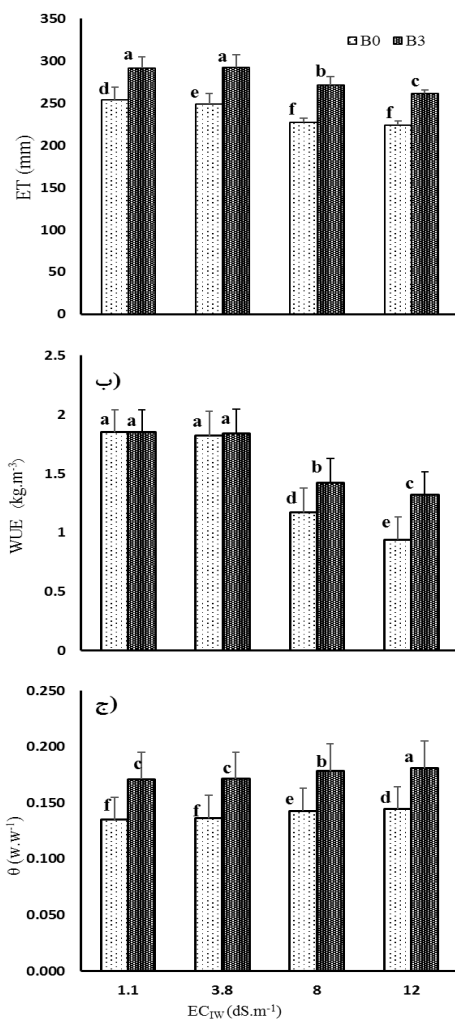 350
300
250
200
150
100
50
0
ET (mm)
B0 B3
d a e a f b f c
ب)
2.5
2
1.5
1
0.5
0
WUE (kg.m-3)
a a a a d b e c
ج)
0.250
0.200
0.150
0.100
0.050
0.000
θ (w.w-1)
f c f c e b d a
1.1 3.8 8 12
ECIW (dS.m-1)